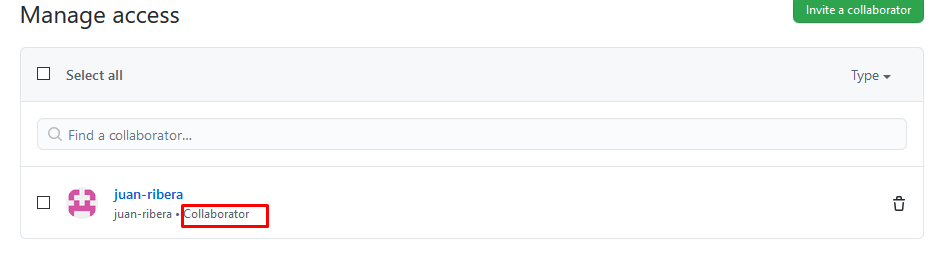 Manage access
Invite a collaborator
Select all
Type
Find a collaborator...
juan-ribera
juan-ribera • Collaborator